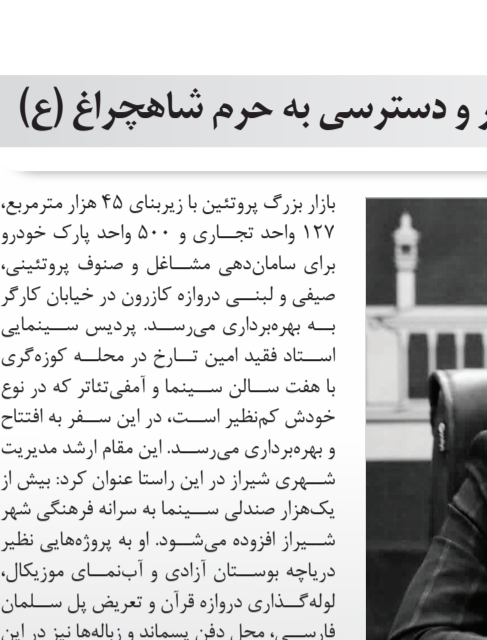 و دسترسی به حرم شاهچراغ (ع)
بازار بزرگ پروتئین با زیربنای ۴۵ هزار مترمربع،
۱۲۷ واحد تجاری و ۵۰۰ واحد پارک خودرو
برای سامان‌دهی مشاغل و صنوف پروتئینی،
صیفی و لبنی دروازه کازرون در خیابان کارگر
به بهره‌برداری می‌رسد. پردیس سینمایی
استاد فقید امین تارخ در محله کوزه‌گری
با هفت سالن سینما و آمفی‌تئاتر که در نوع
خودش کم‌نظیر است، در این سفر به افتتاح
و بهره‌برداری می‌رسد. این مقام ارشد مدیریت
شهری شیراز در این راستا عنوان کرد: بیش از
یک‌هزار صندلی سینما به سرانه فرهنگی شهر
شیراز افزوده می‌شود. او به پروژه‌هایی نظیر
دریاچه بوستان آزادی و آب‌نمای موزیکال،
لوله‌گذاری دروازه قرآن و تعریض پل سلمان
فارسی، محل دفن پسماند و زباله‌ها نیز در این